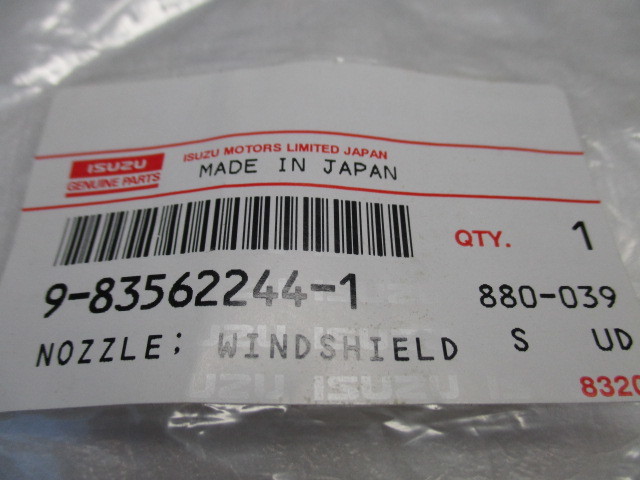 ISUZU
GENUINE PARTS
ISUZU MOTORS LIMITED JAPAN
MADE IN JAPAN
QTY. 1
9-83562244-1 880-039
NOZZLE; WINDSHIELD S UD
ISUZU
8320